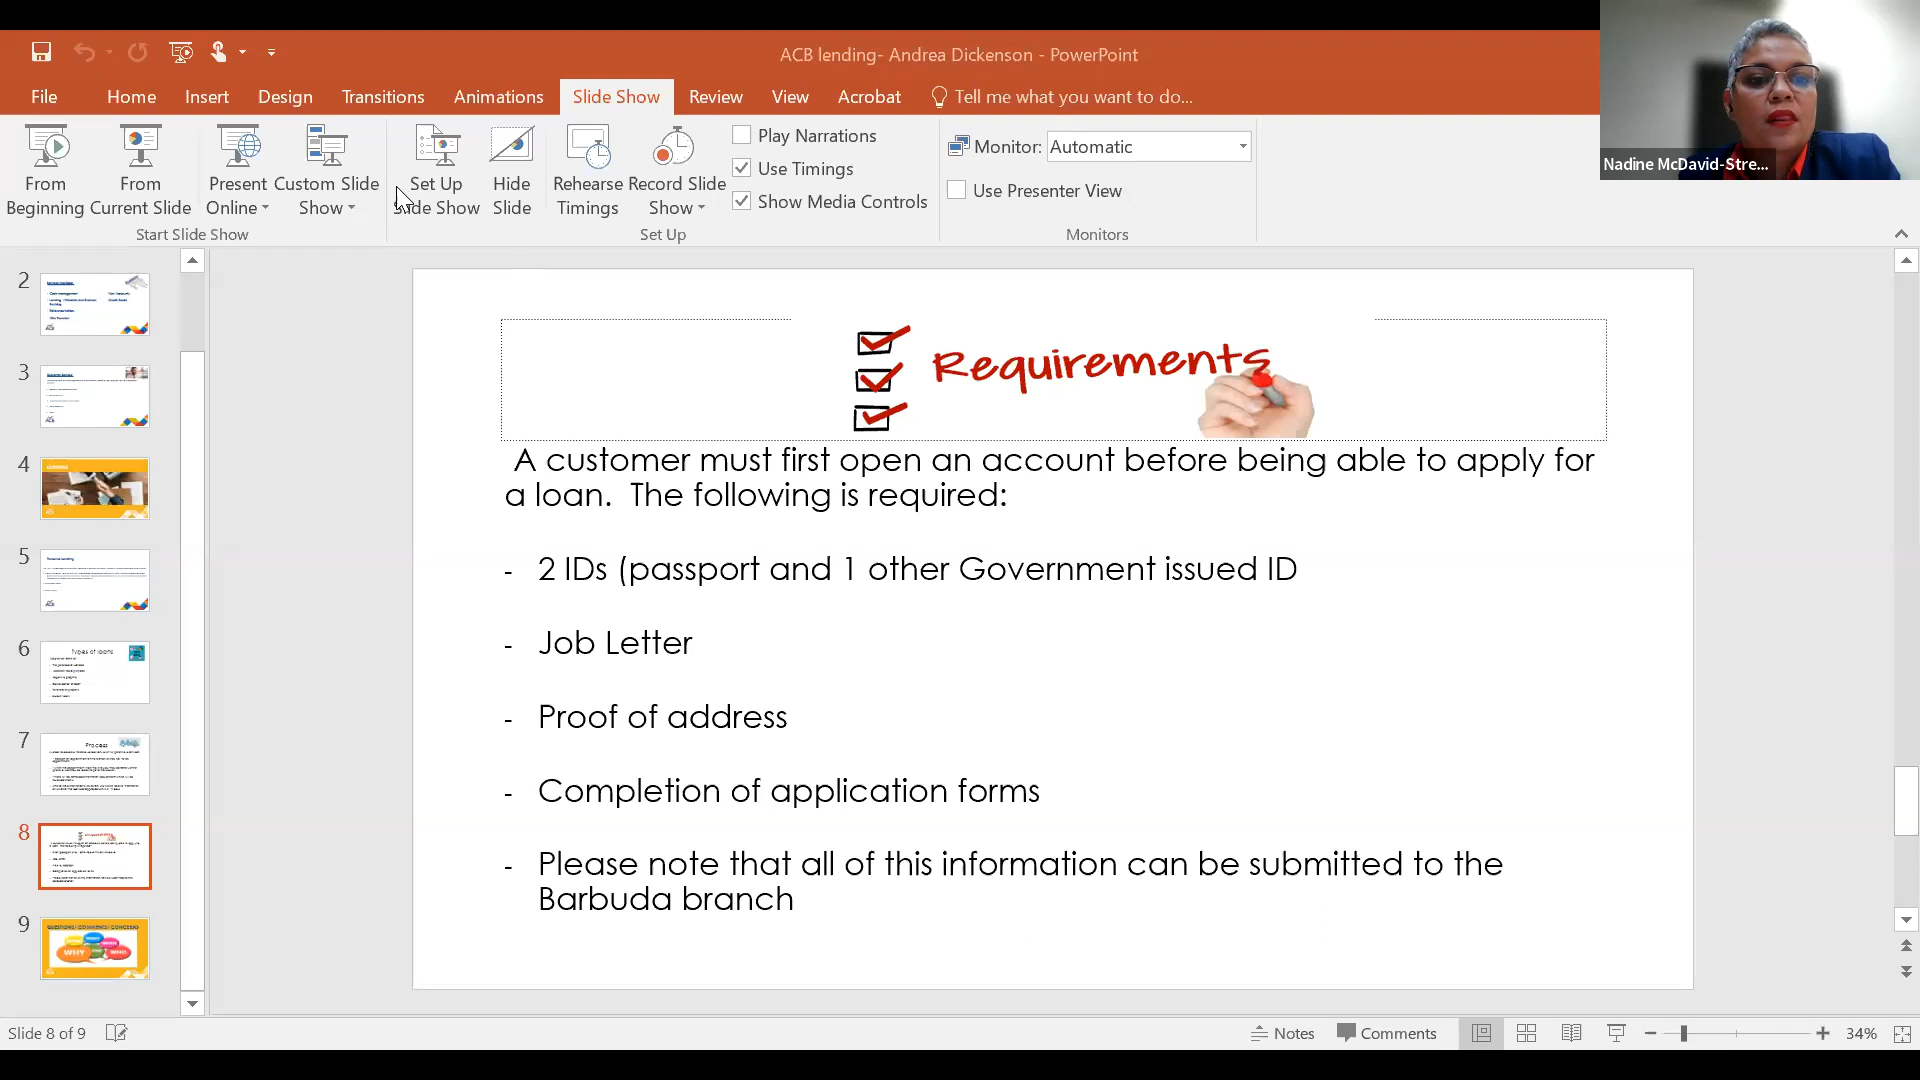 ACB lending- Andrea Dickenson - PowerPoint
File Home Insert Design Transitions Animations Slide Show Review View Acrobat Tell me what you want to do...
Nadine McDavid-Stre...
From Beginning
From Current Slide
Present Online
Custom Slide Show
Set Up Slide Show
Hide Slide
Rehearse Timings
Record Slide Show
Play Narrations
Use Timings
Show Media Controls
Monitor: Automatic
Use Presenter View
Start Slide Show
Set Up
Monitors
2
3
4
5
6
Types of loans
7
Process
8
9
WHY
WHO
Requirements
A customer must first open an account before being able to apply for
a loan. The following is required:
- 2 IDs (passport and 1 other Government issued ID
- Job Letter
- Proof of address
- Completion of application forms
- Please note that all of this information can be submitted to the
Barbuda branch
Slide 8 of 9
Notes
Comments
34%